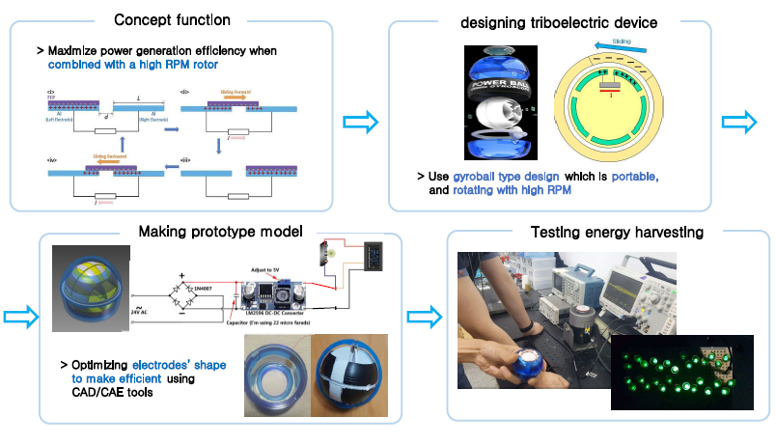 Concept function
> Maximize power generation efficiency when
combined with a high RPM rotor
<i>
FEP
d
L
Al
(Left Electrode)
Al
(Right Electrode)
<ii>
Sliding Forward
I
<iv>
Sliding Backward
I
<iii>
designing triboelectric device
POWER BALL
Sliding
I
> Use gyroball type design which is portable,
and rotating with high RPM
Making prototype model
+
1N4007
Adjust to 5V
~
24V AC
−
LM2596 DC-DC Converter
Capacitor (I'm using 22 micro farads)
> Optimizing electrodes' shape
to make efficient using
CAD/CAE tools
Testing energy harvesting